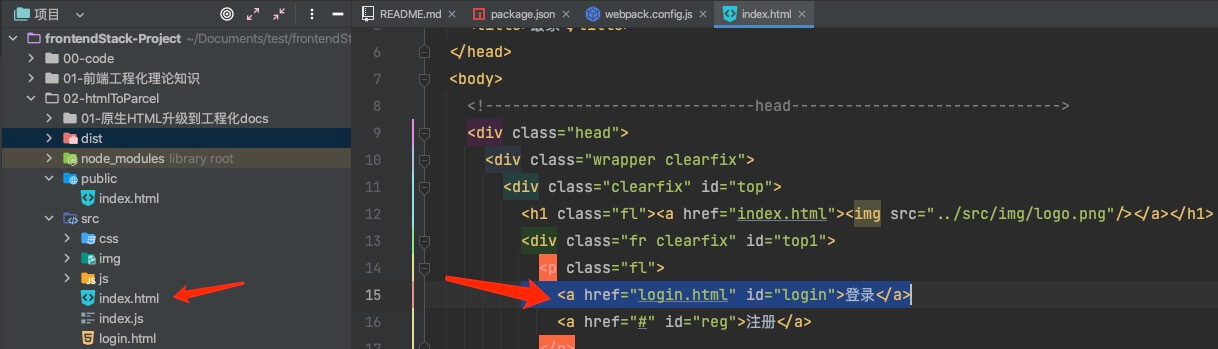 项目
frontendStack-Project ~/Documents/test/frontendSt
00-code
01-前端工程化理论知识
02-htmlToParcel
01-原生HTML升级到工程化docs
dist
node_modules library root
public
index.html
src
css
img
js
index.html
index.js
login.html
README.md
package.json
webpack.config.js
index.html
6 </head>
7 <body>
8 <!------------------------------head------------------------------>
9 <div class="head">
10 <div class="wrapper clearfix">
11 <div class="clearfix" id="top">
12 <h1 class="fl"><a href="index.html"><img src="../src/img/logo.png"/></a></h1>
13 <div class="fr clearfix" id="top1">
14 <p class="fl">
15 <a href="login.html" id="login">登录</a>
16 <a href="#" id="reg">注册</a>
17 </p>